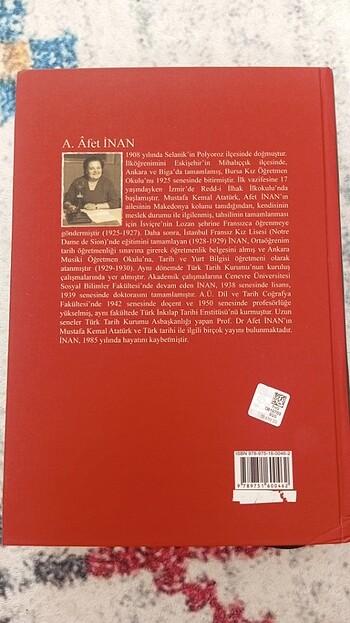 A. Âfet İNAN
1908 yılında Selanik'in Polyoroz ilçesinde doğmuştur.
İlköğrenimini Eskişehir'in Mihalıççık ilçesinde,
Ankara ve Biga'da tamamlamış, Bursa Kız Öğretmen
Okulu'nu 1925 senesinde bitirmiştir. İlk vazifesine 17
yaşındayken İzmir'de Redd-i İlhak İlkokulu'nda
başlamıştır. Mustafa Kemal Atatürk, Afet İNAN'ın
ailesinin Makedonya kolunu tanıdığından, kendisinin
meslek durumu ile ilgilenmiş, tahsilinin tamamlanması
için İsviçre'nin Lozan şehrine Fransızca öğrenmeye
göndermiştir (1925-1927). Daha sonra, İstanbul Fransız Kız Lisesi (Notre
Dame de Sion)'nde eğitimini tamamlayan (1928-1929) İNAN, Ortaöğrenim
tarih öğretmenliği sınavına girerek öğretmenlik belgesini almış ve Ankara
Musiki Öğretmen Okulu'na, Tarih ve Yurt Bilgisi öğretmeni olarak
atanmıştır (1929-1930). Aynı dönemde Türk Tarih Kurumu'nun kuruluş
çalışmalarında yer almıştır. Akademik çalışmalarına Cenevre Üniversitesi
Sosyal Bilimler Fakültesi'nde devam eden İNAN, 1938 senesinde lisans,
1939 senesinde doktorasını tamamlamıştır. A.Ü. Dil ve Tarih Coğrafya
Fakültesi'nde 1942 senesinde doçent ve 1950 senesinde profesörlüğe
yükselmiş, aynı fakültede Türk İnkılap Tarihi Enstitüsü'nü kurmuştur. Uzun
seneler Türk Tarih Kurumu Asbaşkanlığı yapan Prof. Dr Afet İNAN'ın
Mustafa Kemal Atatürk ve Türk tarihi ile ilgili birçok yayını bulunmaktadır.
İNAN, 1985 yılında hayatını kaybetmiştir.
ISBN 978-975-16-0046-2
9 789751 600462